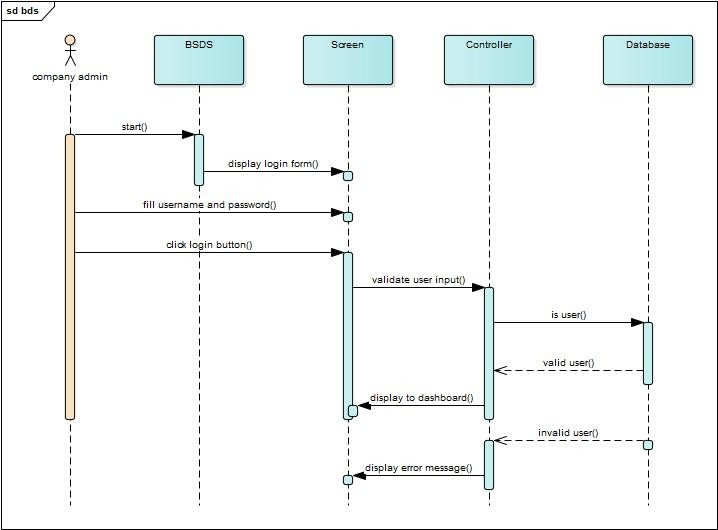 sd bds
BSDS
Screen
Controller
Database
company admin
start()
display login form()
fill username and password()
click login button()
validate user input()
is user()
valid user()
display to dashboard()
invalid user()
display error message()